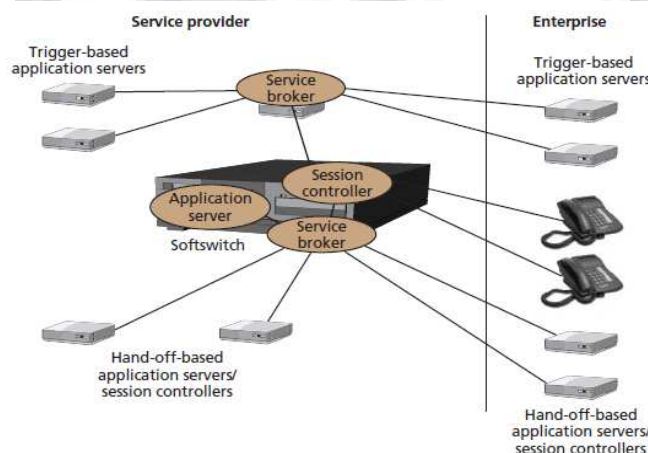 Service provider
Enterprise
Trigger-based
application servers
Trigger-based
application servers
Service
broker
Session
controller
Application
server
Service
broker
Softswitch
Hand-off-based
application servers/
session controllers
Hand-off-based
application servers/
session controllers